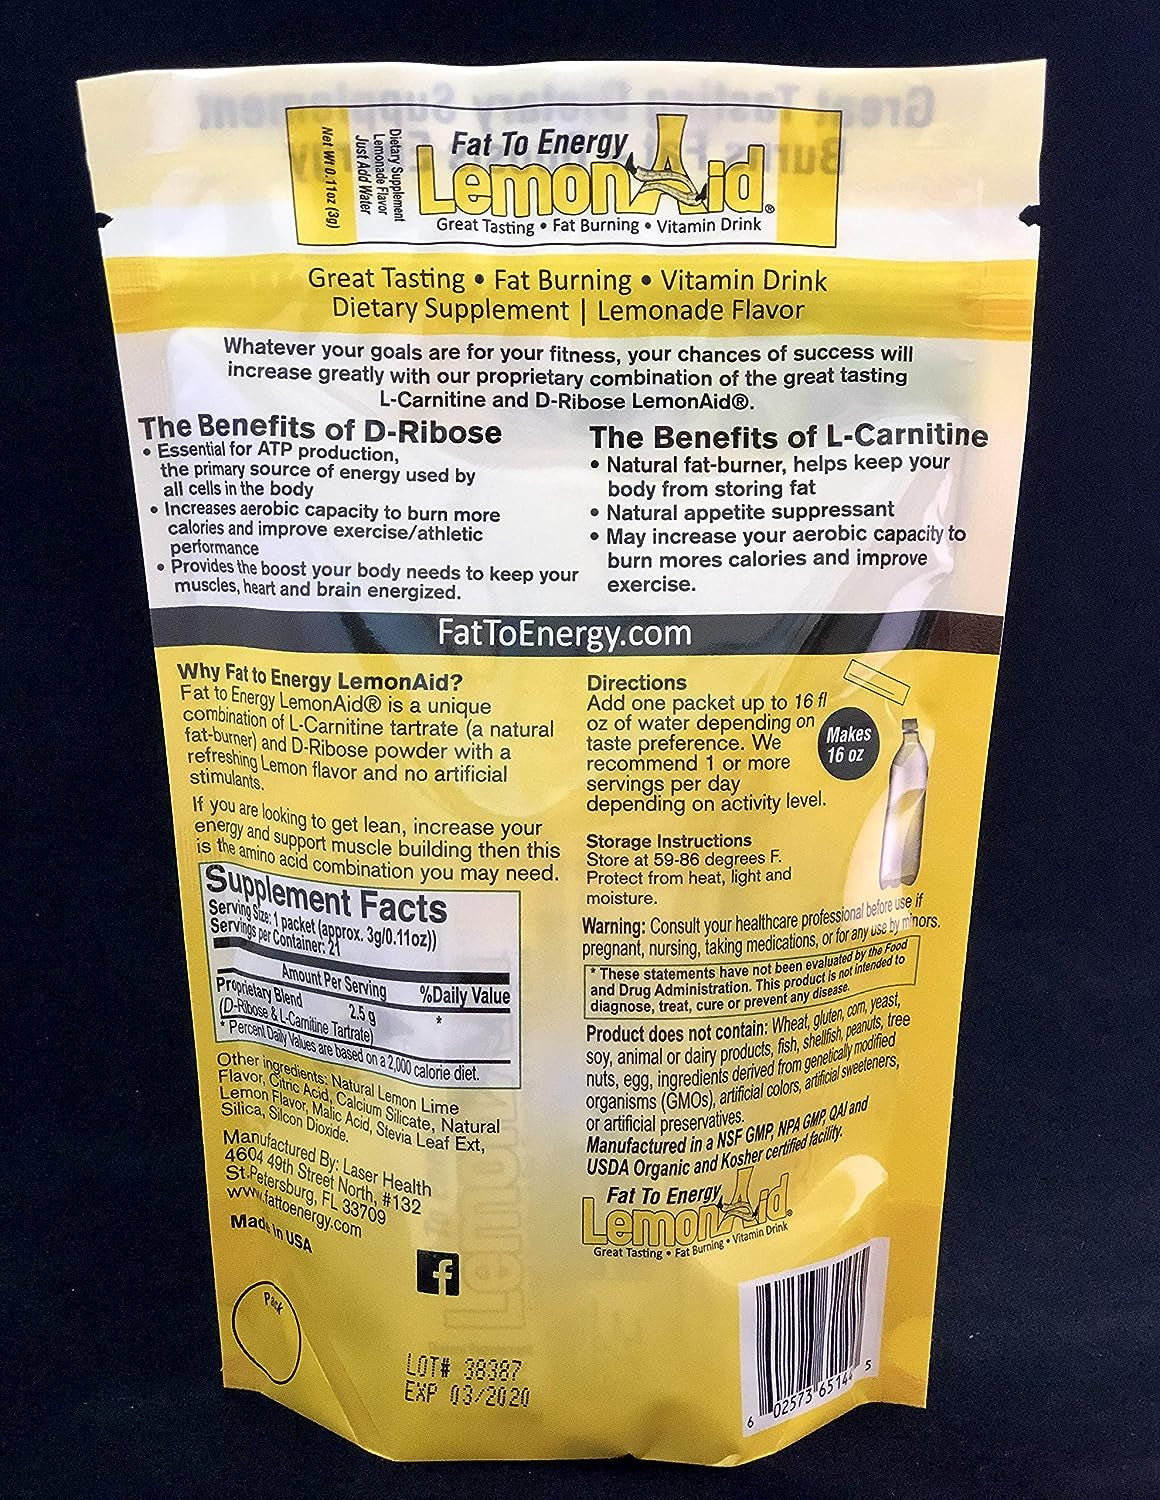 Net Wt 0.11oz (3g)
Dietary Supplement
Lemonade Flavor
Just Add Water
Fat To Energy
LemonAid®
Great Tasting • Fat Burning • Vitamin Drink
Great Tasting • Fat Burning • Vitamin Drink
Dietary Supplement | Lemonade Flavor
Whatever your goals are for your fitness, your chances of success will
increase greatly with our proprietary combination of the great tasting
L-Carnitine and D-Ribose LemonAid®.
The Benefits of D-Ribose
• Essential for ATP production,
the primary source of energy used by
all cells in the body
• Increases aerobic capacity to burn more
calories and improve exercise/athletic
performance
• Provides the boost your body needs to keep your
muscles, heart and brain energized.
The Benefits of L-Carnitine
• Natural fat-burner, helps keep your
body from storing fat
• Natural appetite suppressant
• May increase your aerobic capacity to
burn mores calories and improve
exercise.
FatToEnergy.com
Why Fat to Energy LemonAid?
Fat to Energy LemonAid® is a unique
combination of L-Carnitine tartrate (a natural
fat-burner) and D-Ribose powder with a
refreshing Lemon flavor and no artificial
stimulants.
If you are looking to get lean, increase your
energy and support muscle building then this
is the amino acid combination you may need.
Supplement Facts
Serving Size: 1 packet (approx. 3g/0.11oz))
Servings per Container: 21
Amount Per Serving %Daily Value
Proprietary Blend 2.5 g *
(D-Ribose & L-Carnitine Tartrate)
* Percent Daily Values are based on a 2,000 calorie diet.
Other ingredients: Natural Lemon Lime
Flavor, Citric Acid, Calcium Silicate, Natural
Lemon Flavor, Malic Acid, Stevia Leaf Ext,
Silica, Silcon Dioxide.
Manufactured By: Laser Health
4604 49th Street North, #132
St.Petersburg, FL 33709
www.fattoenergy.com
Made in USA
Pack
LOT# 38387
EXP 03/2020
Directions
Add one packet up to 16 fl
oz of water depending on
taste preference. We
recommend 1 or more
servings per day
depending on activity level.
Makes
16 oz
Storage Instructions
Store at 59-86 degrees F.
Protect from heat, light and
moisture.
Warning: Consult your healthcare professional before use if
pregnant, nursing, taking medications, or for any use by minors.
* These statements have not been evaluated by the Food
and Drug Administration. This product is not intended to
diagnose, treat, cure or prevent any disease.
Product does not contain: Wheat, gluten, corn, yeast,
soy, animal or dairy products, fish, shellfish, peanuts, tree
nuts, egg, ingredients derived from genetically modified
organisms (GMOs), artificial colors, artificial sweeteners,
or artificial preservatives.
Manufactured in a NSF GMP, NPA GMP, QAI and
USDA Organic and Kosher certified facility.
Fat To Energy
LemonAid®
Great Tasting • Fat Burning • Vitamin Drink
6 02573 65144 5